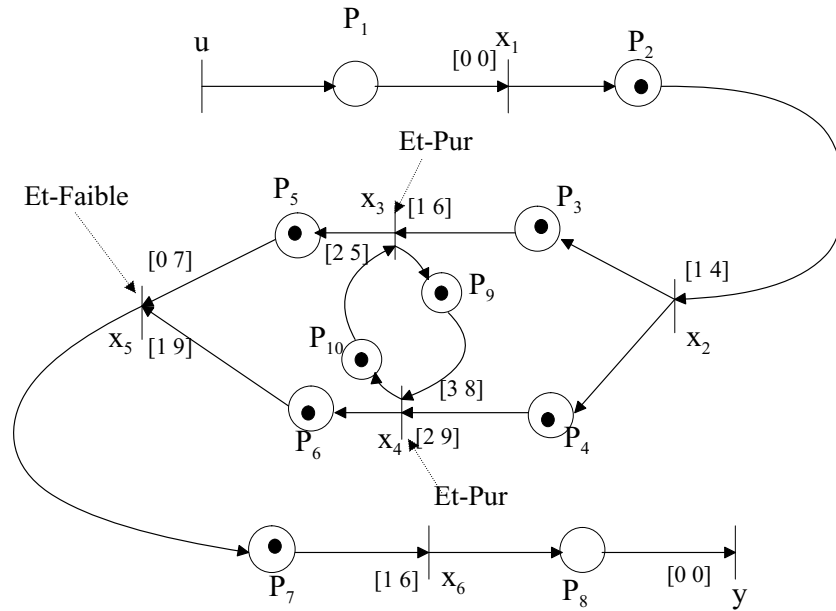 u
P₁
[0 0]
x₁
P₂
Et-Pur
Et-Faible
P₅
x₃
[1 6]
P₃
[2 5]
[0 7]
P₉
[1 4]
x₂
x₅
[1 9]
P₁₀
[3 8]
P₆
x₄
[2 9]
P₄
Et-Pur
P₇
[1 6]
x₆
P₈
[0 0]
y